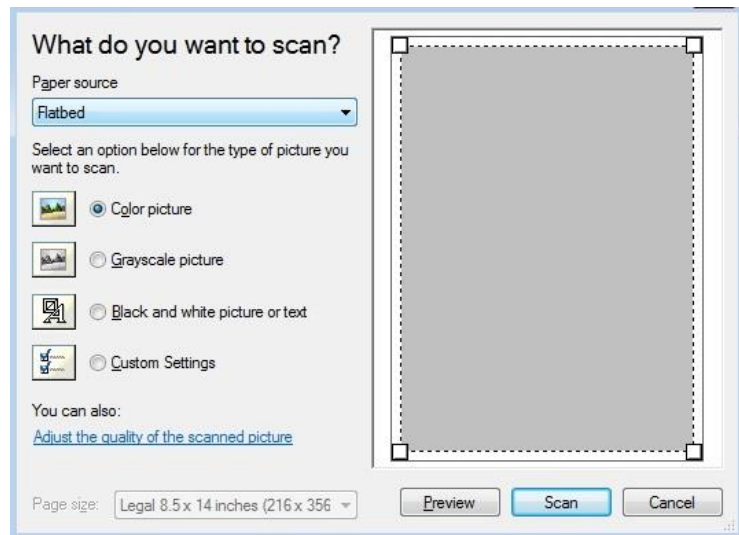 What do you want to scan?
Paper source
Flatbed
Select an option below for the type of picture you
want to scan.
Color picture
Grayscale picture
Black and white picture or text
Custom Settings
You can also:
Adjust the quality of the scanned picture
Page size: Legal 8.5 x 14 inches (216 x 356
Preview Scan Cancel